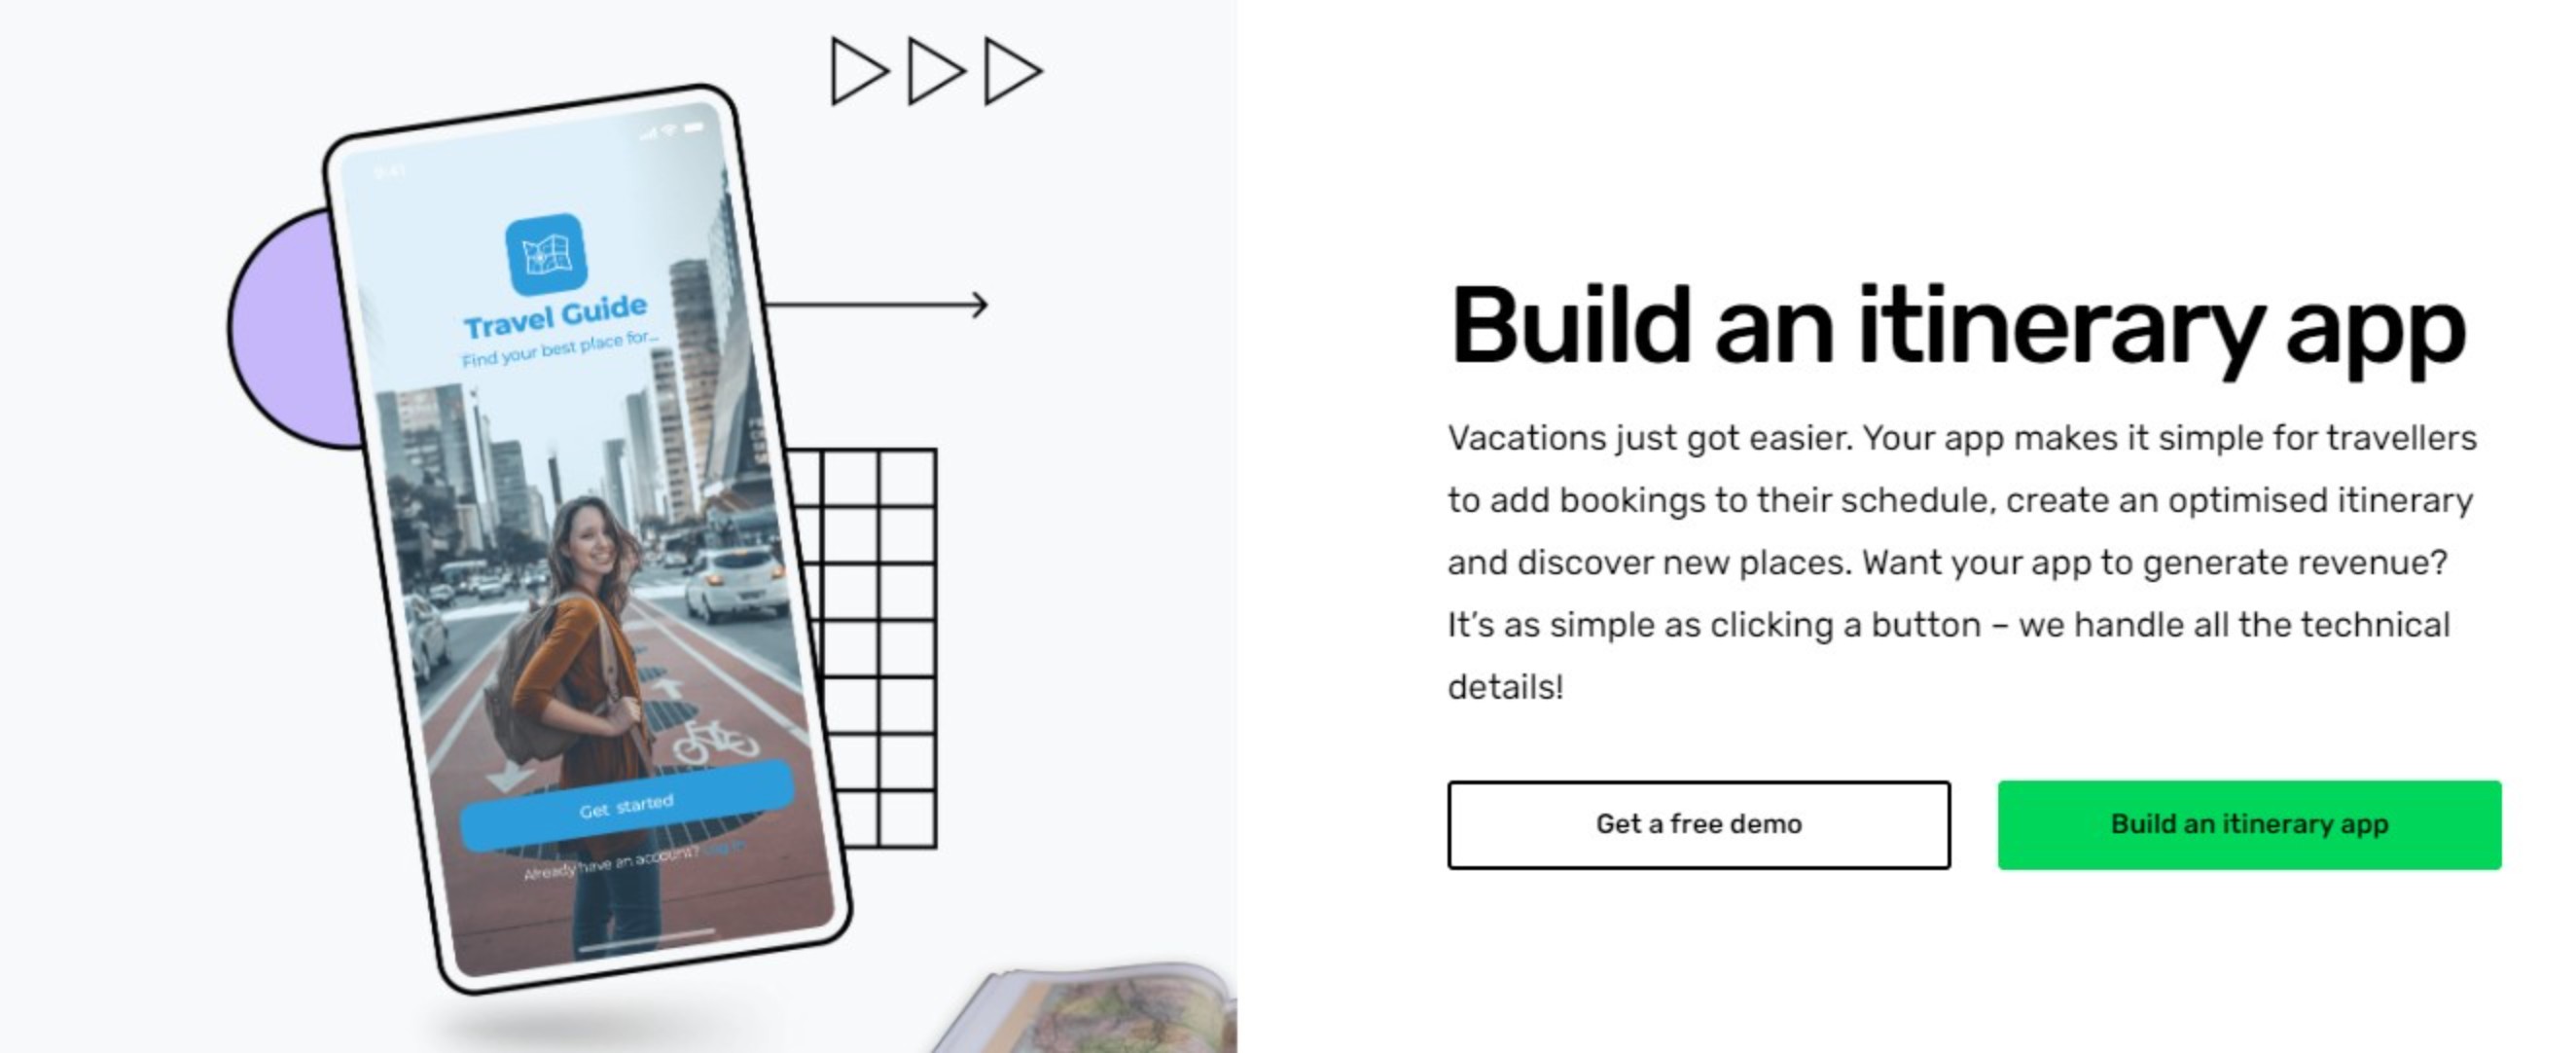 9:41
Travel Guide
Find your best place for...
Get started
Already have an account? Log in
Build an itinerary app
Vacations just got easier. Your app makes it simple for travellers
to add bookings to their schedule, create an optimised itinerary
and discover new places. Want your app to generate revenue?
It’s as simple as clicking a button – we handle all the technical
details!
Get a free demo
Build an itinerary app